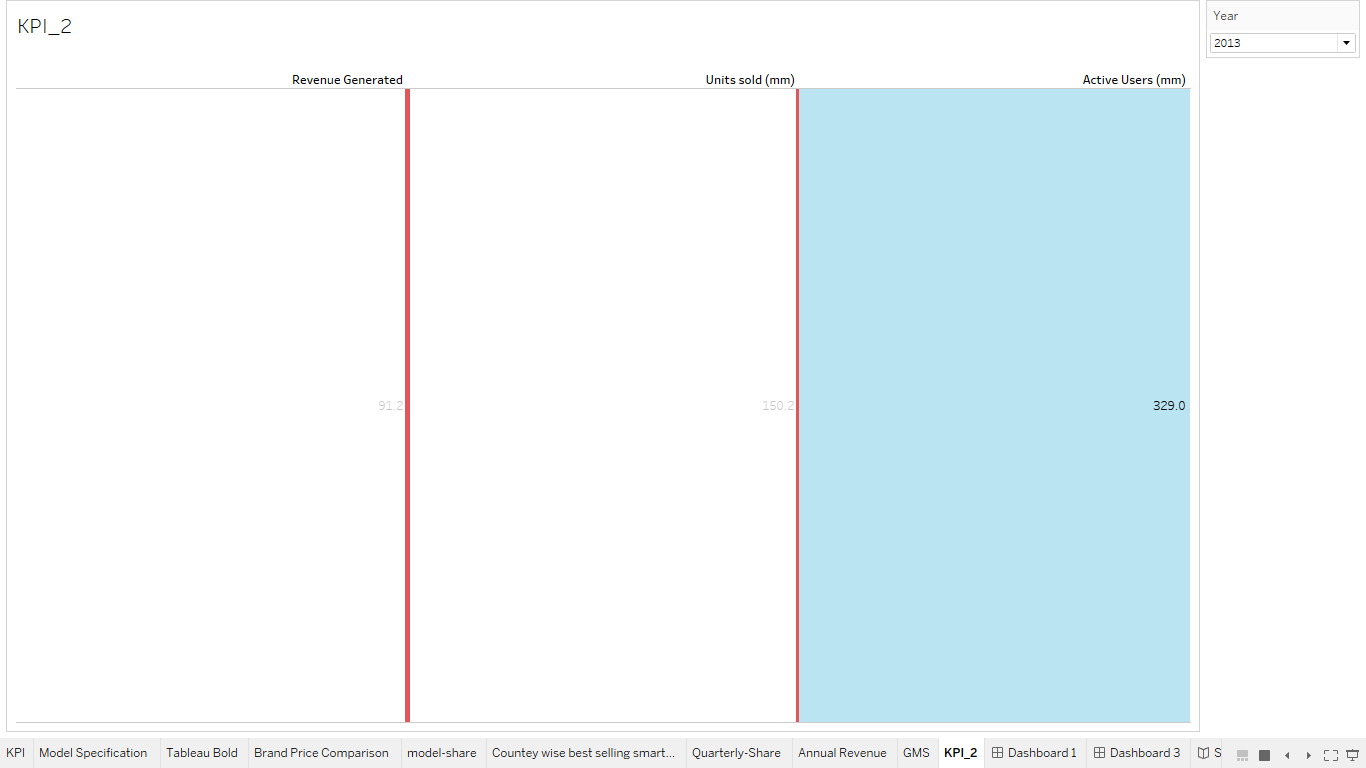 KPI_2
Year
2013
Revenue Generated
Units sold (mm)
Active Users (mm)
91.2
150.2
329.0
KPI
Model Specification
Tableau Bold
Brand Price Comparison
model-share
Countey wise best selling smart...
Quarterly-Share
Annual Revenue
GMS
KPI_2
Dashboard 1
Dashboard 3
S